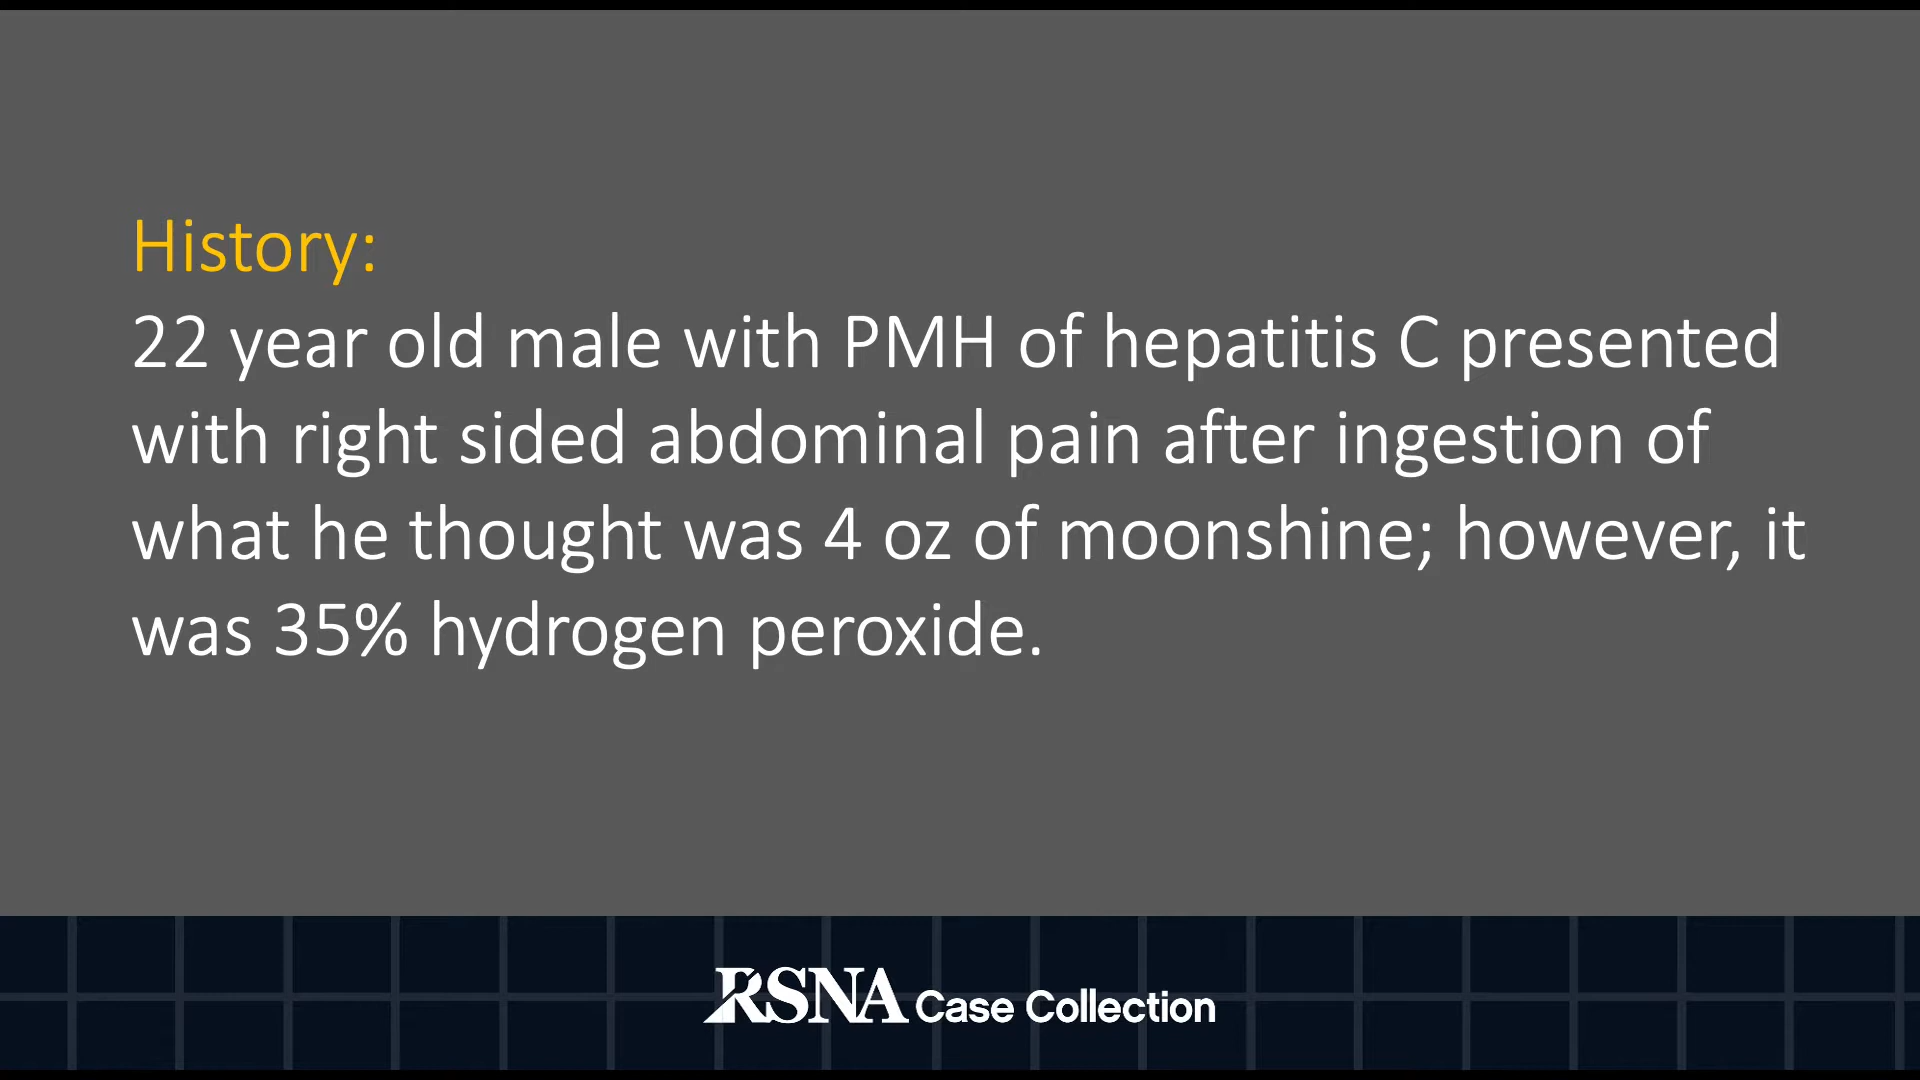 History:
22 year old male with PMH of hepatitis C presented
with right sided abdominal pain after ingestion of
what he thought was 4 oz of moonshine; however, it
was 35% hydrogen peroxide.
RSNA Case Collection